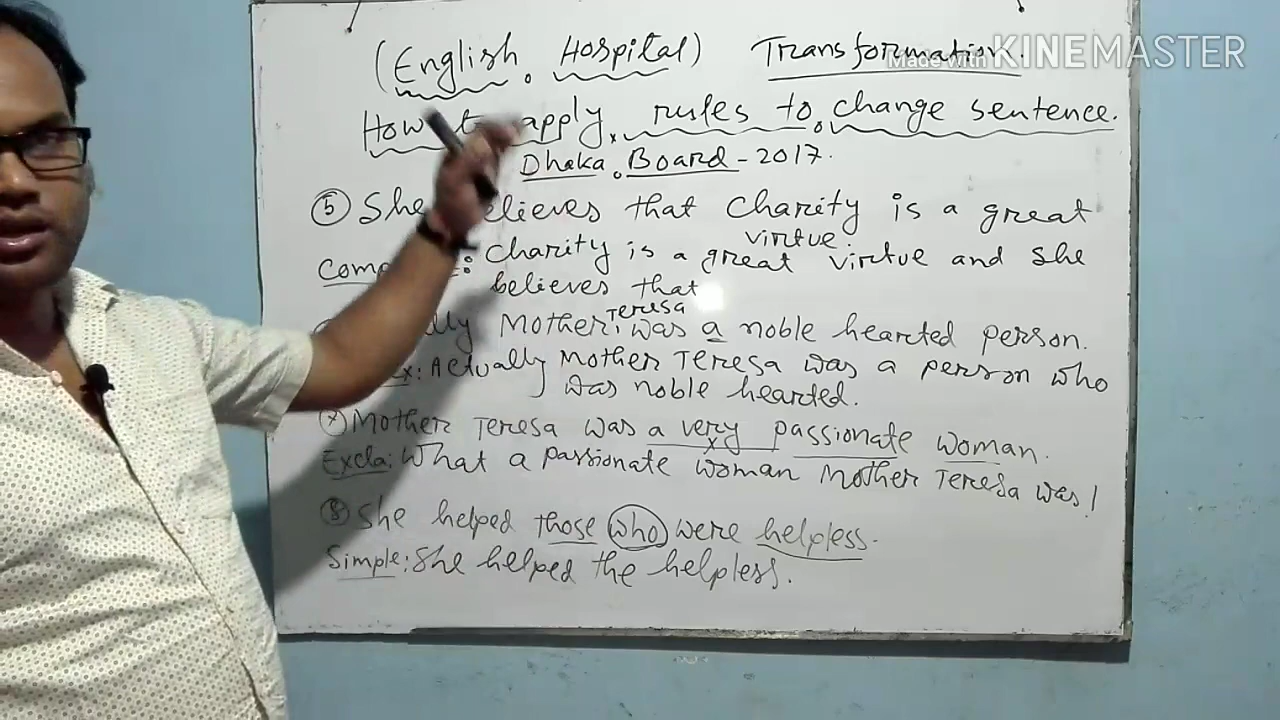 (English Hospital) Transformation.
Made with KINEMASTER
How apply rules to change sentence.
Dhaka Board - 2017.
(5) She believes that charity is a great virtue.
charity is a great virtue and she
believes that
Mother Teresa was a noble hearted person.
Actually Mother Teresa was a person who
was noble hearted.
(7) Mother Teresa was a very passionate woman.
Excla: What a passionate woman Mother Teresa was!
(8) She helped those who were helpless.
Simple: She helped the helpless.